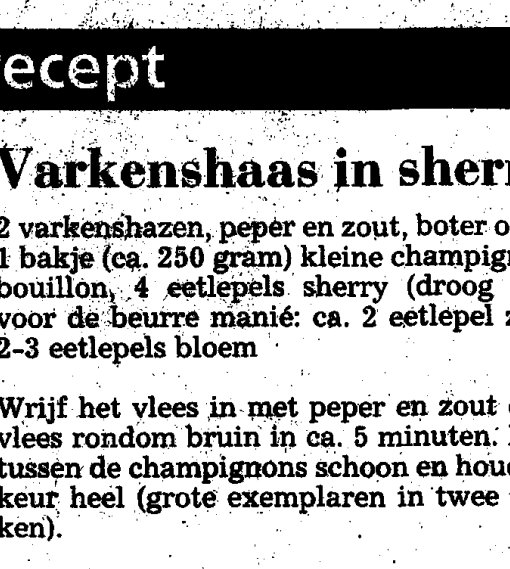 recept
Varkenshaas in sherr
2 varkenshazen, peper en zout, boter o
1 bakje (ca. 250 gram) kleine champign
bouillon, 4 eetlepels sherry (droog
voor de beurre manié: ca. 2 eetlepel z
2-3 eetlepels bloem
Wrijf het vlees in met peper en zout
vlees rondom bruin in ca. 5 minuten.
tussen de champignons schoon en houd
keur heel (grote exemplaren in twee
ken).